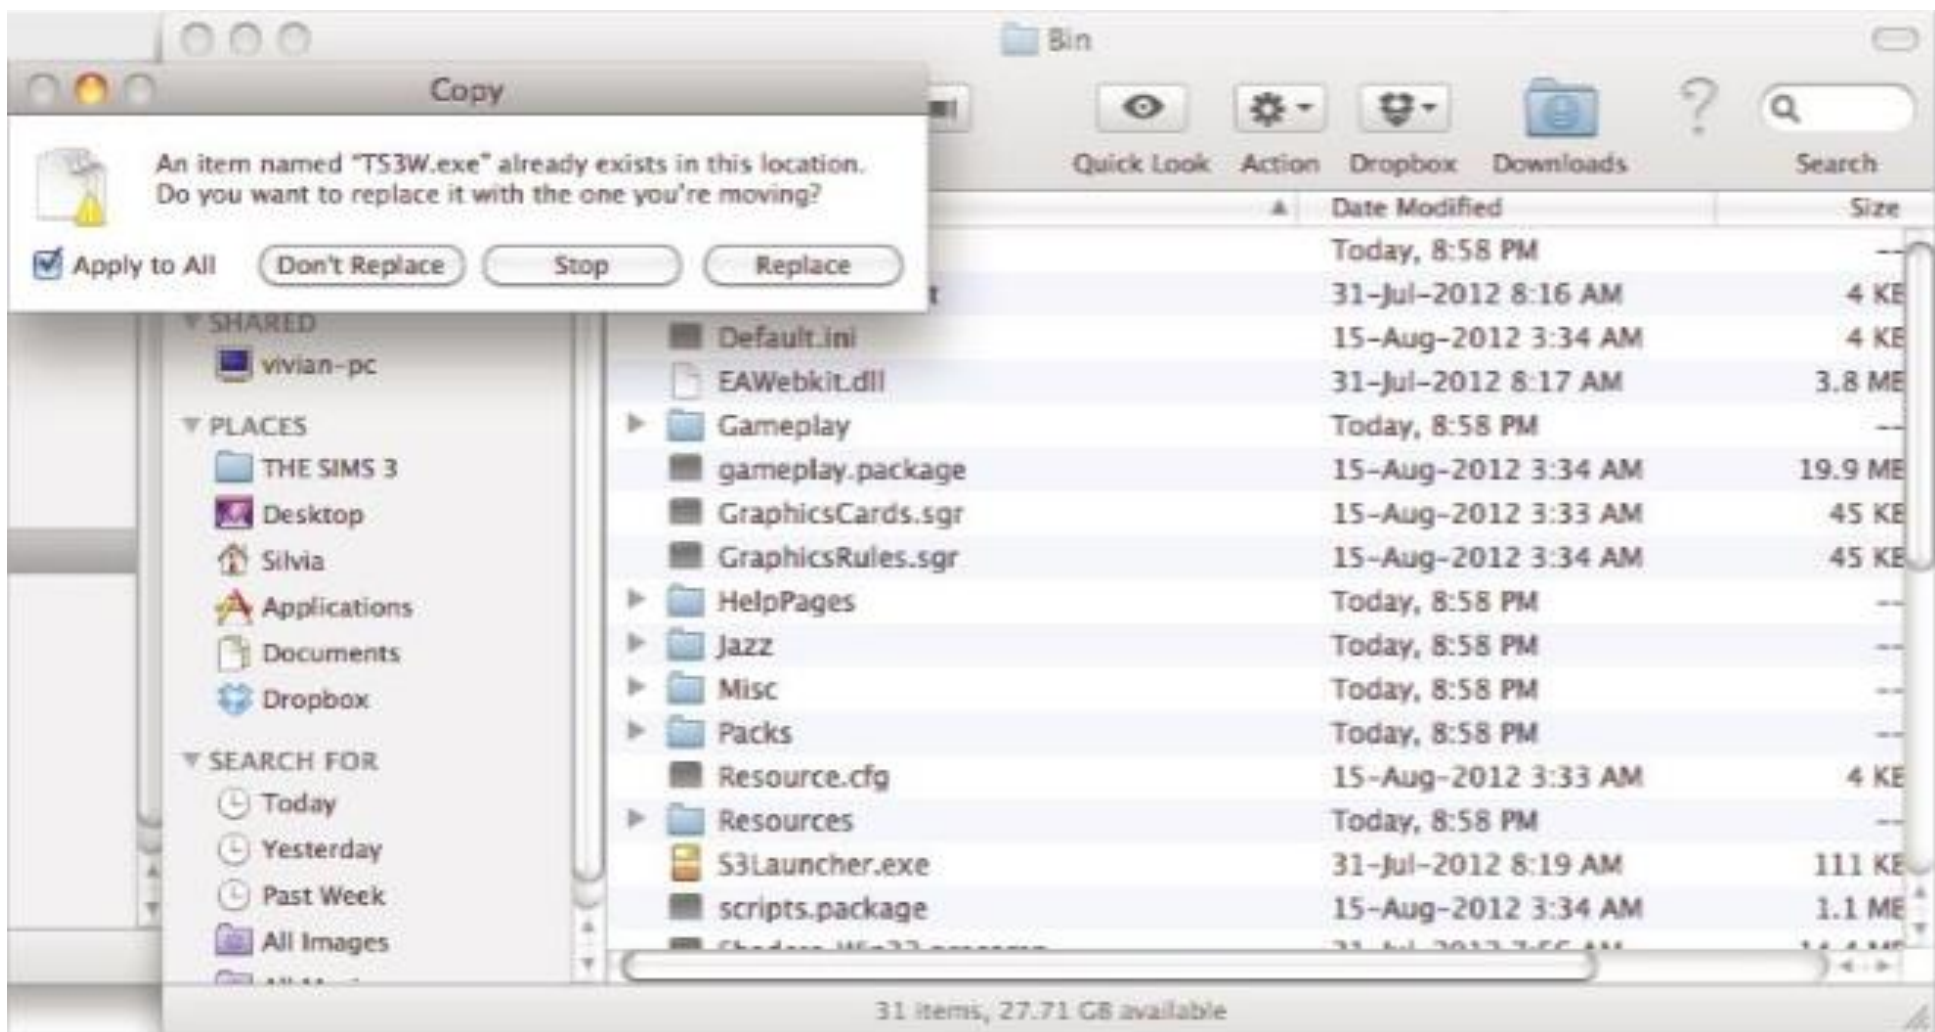 Bin
Copy
An item named "TS3W.exe" already exists in this location.
Do you want to replace it with the one you're moving?
Apply to All
Don't Replace
Stop
Replace
Quick Look
Action
Dropbox
Downloads
Search
Date Modified
Size
SHARED
vivian-pc
PLACES
THE SIMS 3
Desktop
Silvia
Applications
Documents
Dropbox
SEARCH FOR
Today
Yesterday
Past Week
All Images
Today, 8:58 PM --
t 31-Jul-2012 8:16 AM 4 KB
Default.ini 15-Aug-2012 3:34 AM 4 KB
EAWebkit.dll 31-Jul-2012 8:17 AM 3.8 MB
Gameplay Today, 8:58 PM --
gameplay.package 15-Aug-2012 3:34 AM 19.9 MB
GraphicsCards.sgr 15-Aug-2012 3:33 AM 45 KB
GraphicsRules.sgr 15-Aug-2012 3:34 AM 45 KB
HelpPages Today, 8:58 PM --
Jazz Today, 8:58 PM --
Misc Today, 8:58 PM --
Packs Today, 8:58 PM --
Resource.cfg 15-Aug-2012 3:33 AM 4 KB
Resources Today, 8:58 PM --
S3Launcher.exe 31-Jul-2012 8:19 AM 111 KB
scripts.package 15-Aug-2012 3:34 AM 1.1 MB
31 items, 27.71 GB available